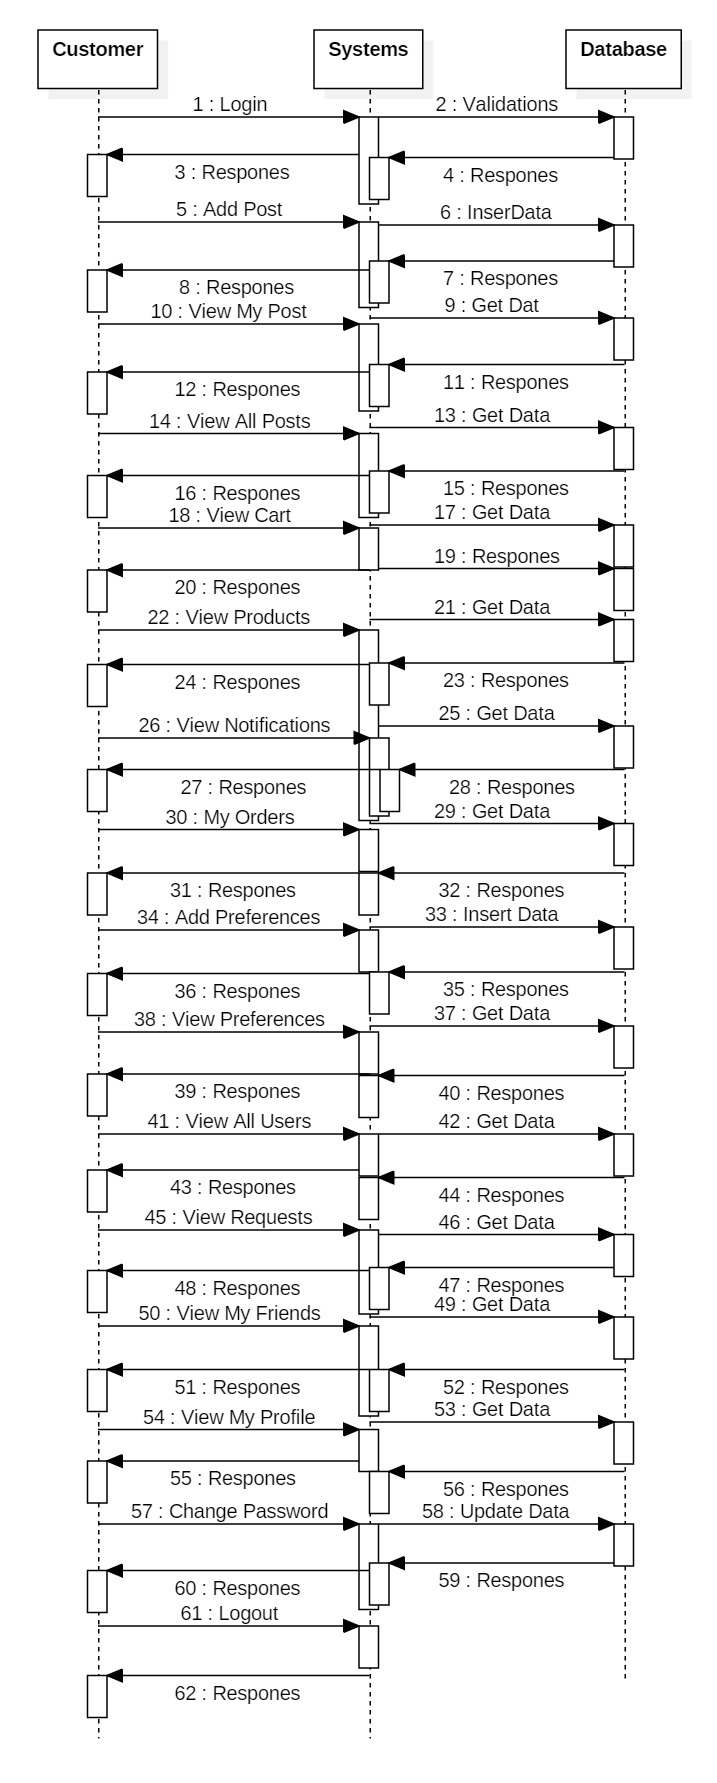 Customer
Systems
Database
1 : Login
2 : Validations
3 : Respones
4 : Respones
5 : Add Post
6 : InserData
7 : Respones
8 : Respones
9 : Get Dat
10 : View My Post
11 : Respones
12 : Respones
13 : Get Data
14 : View All Posts
15 : Respones
16 : Respones
17 : Get Data
18 : View Cart
19 : Respones
20 : Respones
21 : Get Data
22 : View Products
23 : Respones
24 : Respones
25 : Get Data
26 : View Notifications
27 : Respones
28 : Respones
29 : Get Data
30 : My Orders
31 : Respones
32 : Respones
33 : Insert Data
34 : Add Preferences
35 : Respones
36 : Respones
37 : Get Data
38 : View Preferences
39 : Respones
40 : Respones
41 : View All Users
42 : Get Data
43 : Respones
44 : Respones
45 : View Requests
46 : Get Data
47 : Respones
48 : Respones
49 : Get Data
50 : View My Friends
51 : Respones
52 : Respones
53 : Get Data
54 : View My Profile
55 : Respones
56 : Respones
57 : Change Password
58 : Update Data
59 : Respones
60 : Respones
61 : Logout
62 : Respones